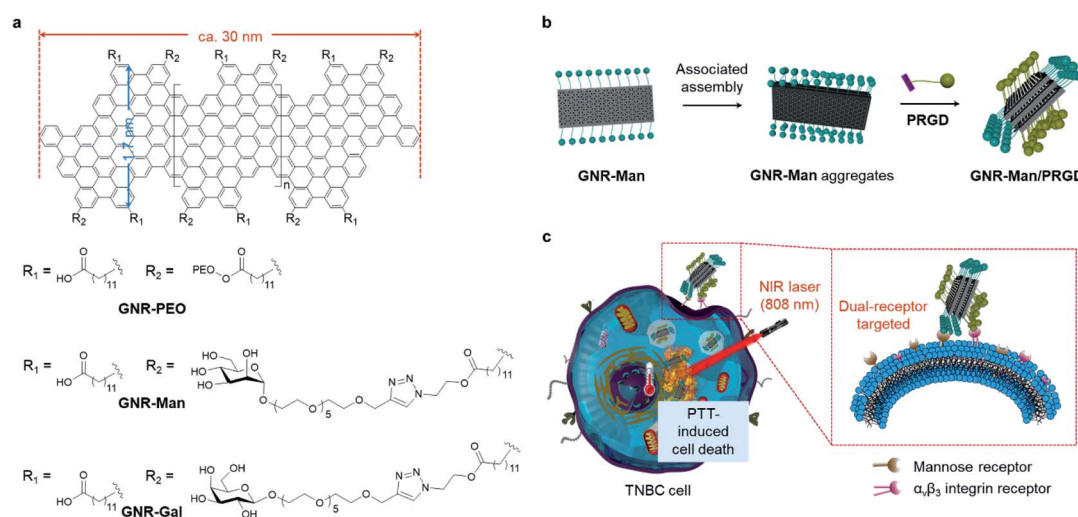 a
ca. 30 nm
R1 R2 R1 R2 R1 R2
1.7 nm
n
R2 R1 R2 R1 R2 R1
R1 = HO O 11 R2 = PEO O O 11
GNR-PEO
R1 = HO O 11 R2 = HO OH HO HO O O O 5 O N=N N O O 11
GNR-Man
R1 = HO O 11 R2 = OH OH O HO OH O O 5 O N=N N O O 11
GNR-Gal
b
Associated
assembly
PRGD
GNR-Man
GNR-Man aggregates
GNR-Man/PRGD
c
NIR laser
(808 nm)
Dual-receptor
targeted
PTT-
induced
cell death
TNBC cell
Mannose receptor
αvβ3 integrin receptor